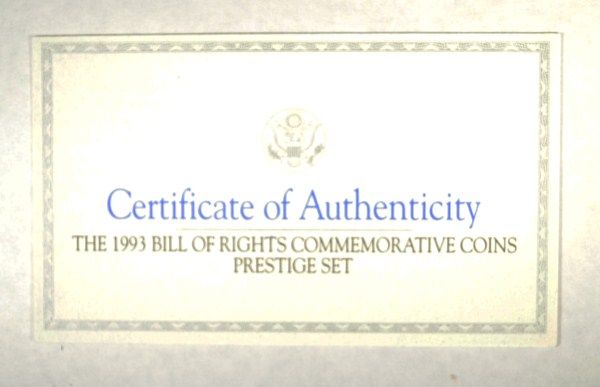 Certificate of Authenticity
THE 1993 BILL OF RIGHTS COMMEMORATIVE COINS
PRESTIGE SET